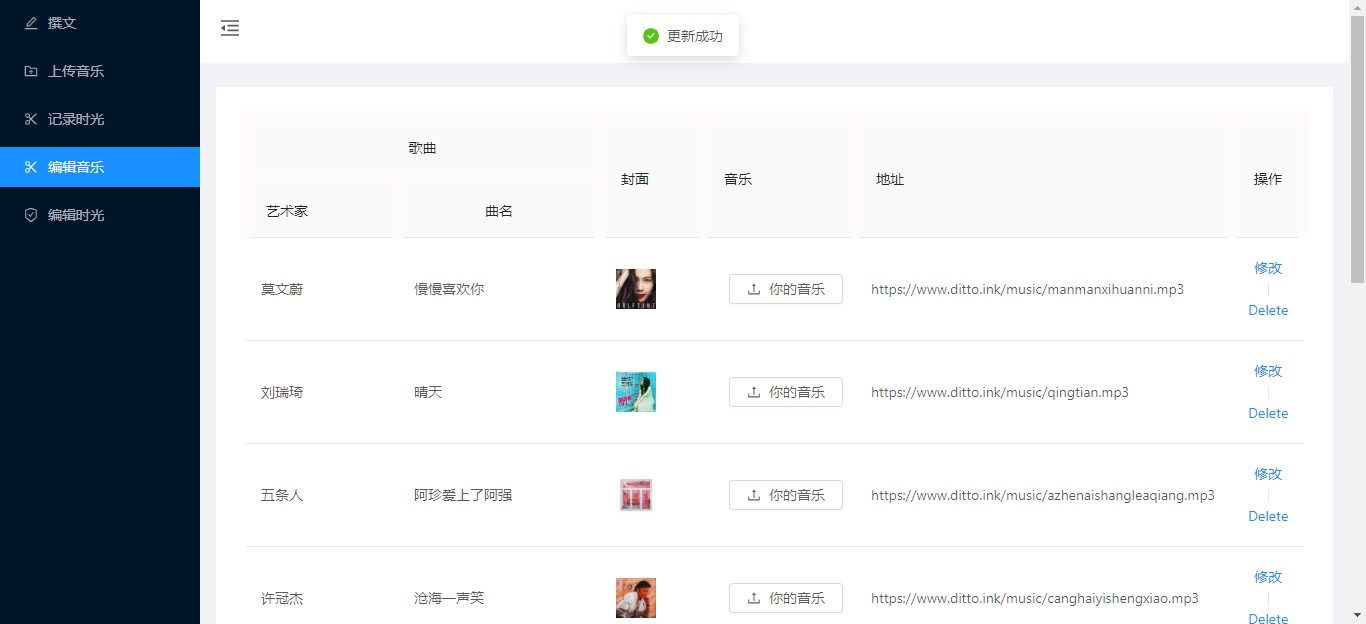 撰文
上传音乐
记录时光
编辑音乐
编辑时光
更新成功
歌曲
封面
音乐
地址
操作
艺术家
曲名
莫文蔚
慢慢喜欢你
你的音乐
https://www.ditto.ink/music/manmanxihuanni.mp3
修改
Delete
刘瑞琦
晴天
你的音乐
https://www.ditto.ink/music/qingtian.mp3
修改
Delete
五条人
阿珍爱上了阿强
你的音乐
https://www.ditto.ink/music/azhenaishangleaqiang.mp3
修改
Delete
许冠杰
沧海一声笑
你的音乐
https://www.ditto.ink/music/canghaiyishengxiao.mp3
修改
Delete